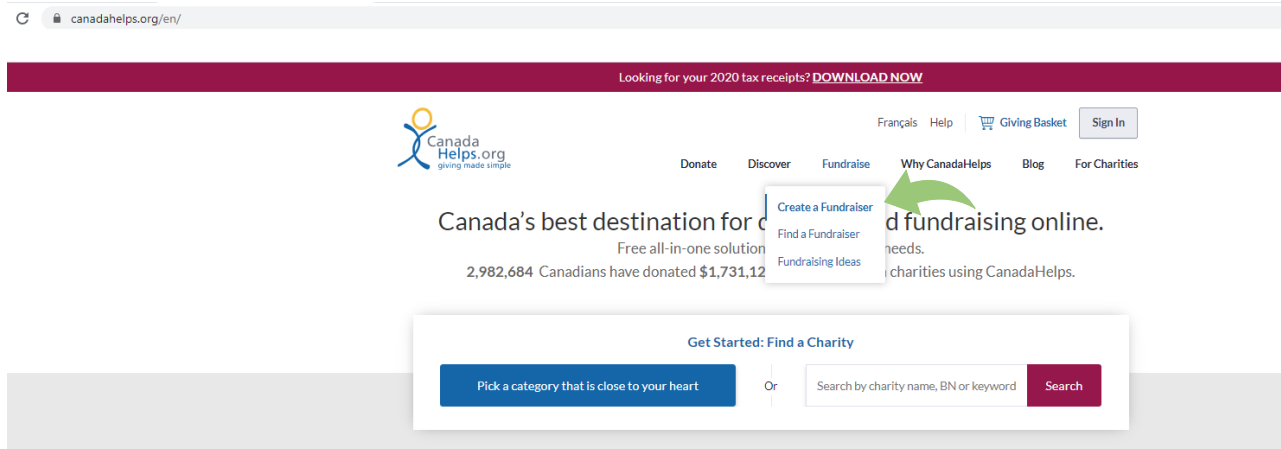 canadahelps.org/en/
Looking for your 2020 tax receipts? DOWNLOAD NOW
Français Help Giving Basket Sign In
Canada
Helps.org
giving made simple
Donate Discover Fundraise Why CanadaHelps Blog For Charities
Create a Fundraiser
Find a Fundraiser
Fundraising Ideas
Canada's best destination for d fundraising online.
Free all-in-one solution needs.
2,982,684 Canadians have donated $1,731,12 charities using CanadaHelps.
Get Started: Find a Charity
Pick a category that is close to your heart Or Search by charity name, BN or keyword Search